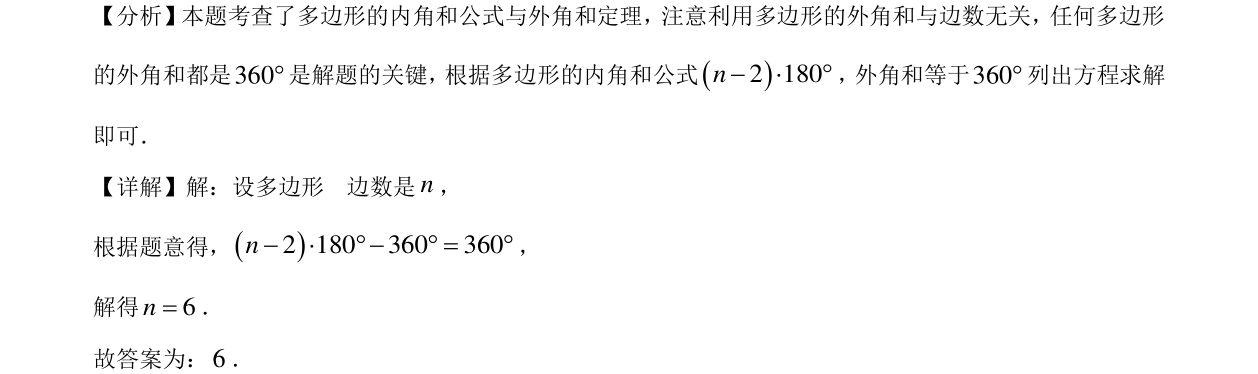 【分析】本题考查了多边形的内角和公式与外角和定理，注意利用多边形的外角和与边数无关，任何多边形
的外角和都是360°是解题的关键，根据多边形的内角和公式(n−2)·180°，外角和等于360°列出方程求解
即可．
【详解】解：设多边形　边数是n，
根据题意得，(n−2)·180°−360°=360°，
解得n=6．
故答案为：6．